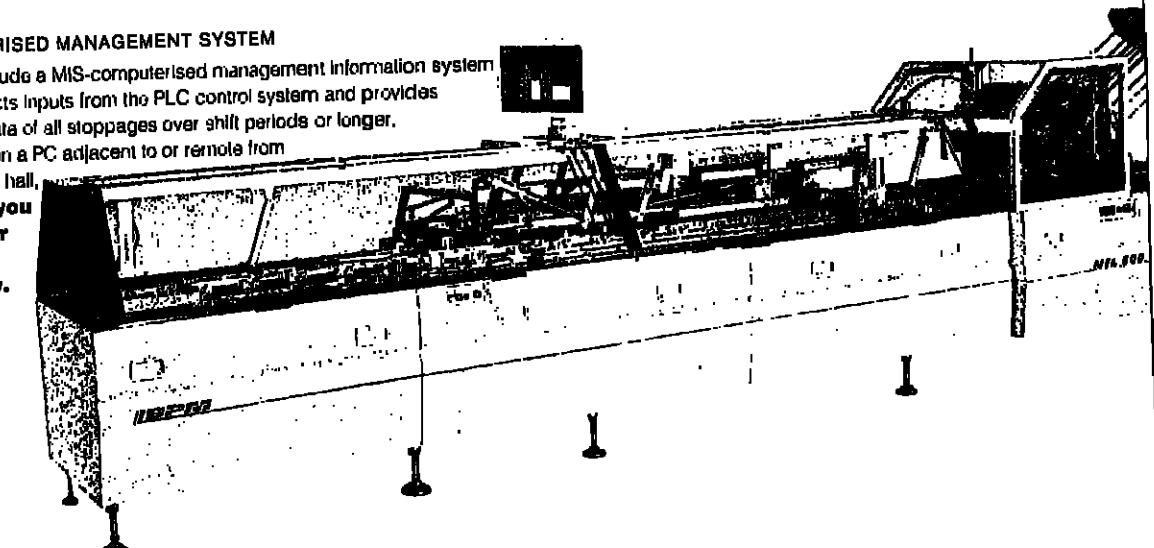 RISED MANAGEMENT SYSTEM
ude a MIS-computerised management information system
cts inputs from the PLC control system and provides
ata of all stoppages over shift periods or longer,
n a PC adjacent to or remote from
hall,
you
r
.